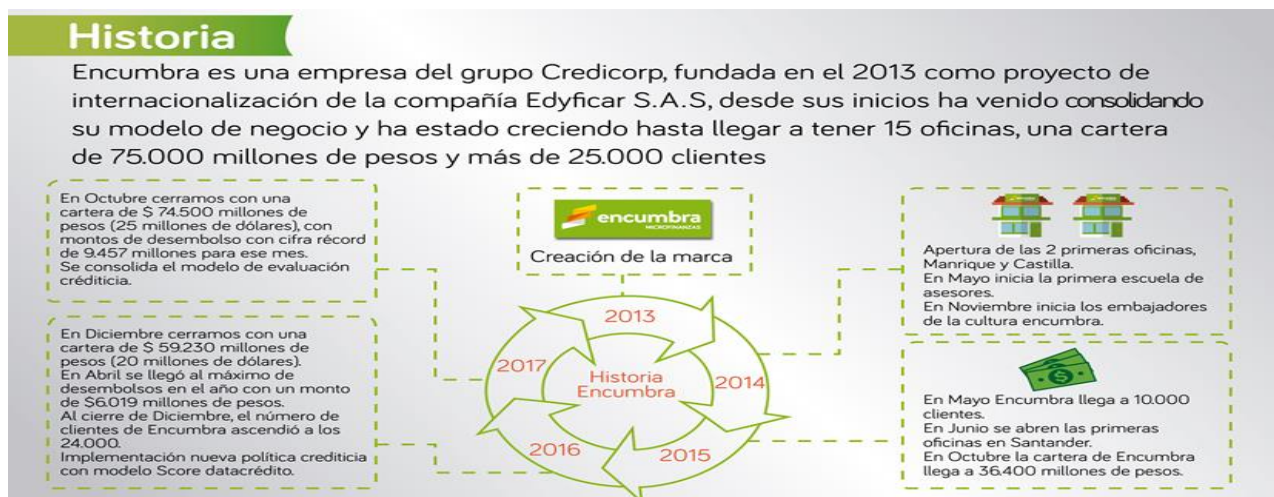 Historia
Encumbra es una empresa del grupo Credicorp, fundada en el 2013 como proyecto de
internacionalización de la compañía Edyficar S.A.S, desde sus inicios ha venido consolidando
su modelo de negocio y ha estado creciendo hasta llegar a tener 15 oficinas, una cartera
de 75.000 millones de pesos y más de 25.000 clientes
En Octubre cerramos con una
cartera de $ 74.500 millones de
pesos (25 millones de dólares), con
montos de desembolso con cifra récord
de 9.457 millones para ese mes.
Se consolida el modelo de evaluación
créditicia.
encumbra
MICROFINANZAS
Creación de la marca
Apertura de las 2 primeras oficinas,
Manrique y Castilla.
En Mayo inicia la primera escuela de
asesores.
En Noviembre inicia los embajadores
de la cultura encumbra.
En Diciembre cerramos con una
cartera de $ 59.230 millones de
pesos (20 millones de dólares).
En Abril se llegó al máximo de
desembolsos en el año con un monto
de $6.019 millones de pesos.
Al cierre de Diciembre, el número de
clientes de Encumbra ascendió a los
24.000.
Implementación nueva política crediticia
con modelo Score datacrédito.
2013
2017
Historia
Encumbra
2014
2016
2015
En Mayo Encumbra llega a 10.000
clientes.
En Junio se abren las primeras
oficinas en Santander.
En Octubre la cartera de Encumbra
llega a 36.400 millones de pesos.